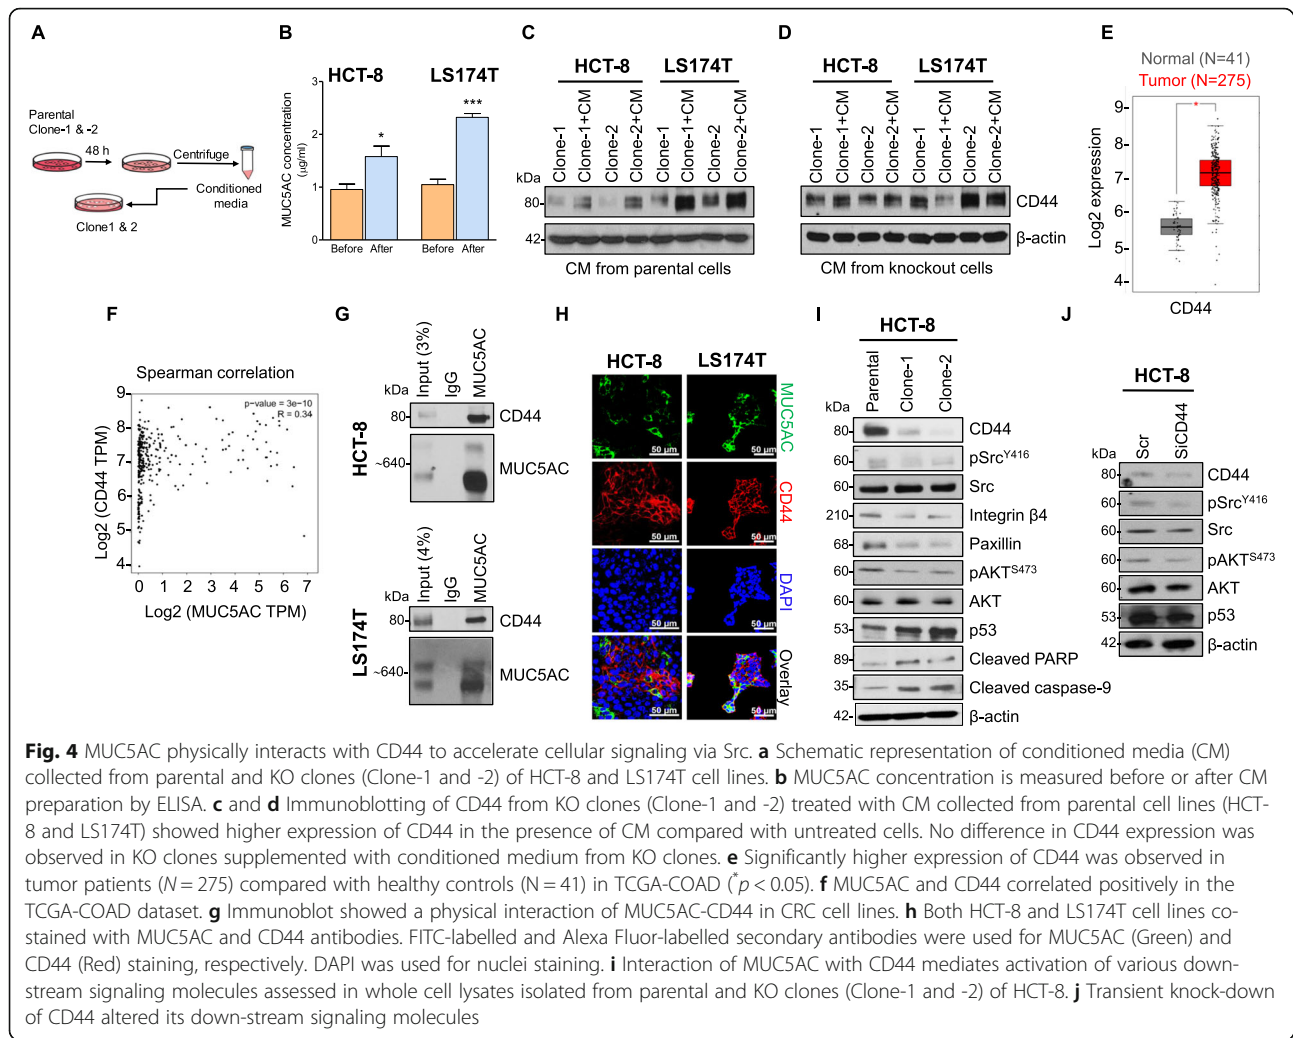 A
Parental
Clone-1 & -2
48 h
Centrifuge
Conditioned
media
Clone1 & 2
B
HCT-8
LS174T
MUC5AC concentration
(μg/ml)
3
2
1
0
*
***
Before
After
Before
After
C
HCT-8
LS174T
Clone-1
Clone-1+CM
Clone-2
Clone-2+CM
Clone-1
Clone-1+CM
Clone-2
Clone-2+CM
kDa
80
42
CM from parental cells
D
HCT-8
LS174T
Clone-1
Clone-1+CM
Clone-2
Clone-2+CM
Clone-1
Clone-1+CM
Clone-2
Clone-2+CM
CD44
β-actin
CM from knockout cells
E
Normal (N=41)
Tumor (N=275)
*
Log2 expression
9
8
7
6
5
4
CD44
F
Spearman correlation
p-value = 3e-10
R = 0.34
Log2 (CD44 TPM)
9
8
7
6
5
4
0 1 2 3 4 5 6 7
Log2 (MUC5AC TPM)
G
Input (3%)
IgG
MUC5AC
kDa
80
CD44
HCT-8
~640
MUC5AC
Input (4%)
IgG
MUC5AC
kDa
80
CD44
LS174T
~640
MUC5AC
H
HCT-8
LS174T
MUC5AC
50 μm
50 μm
CD44
50 μm
50 μm
DAPI
50 μm
50 μm
Overlay
50 μm
50 μm
I
HCT-8
Parental
Clone-1
Clone-2
kDa
80
CD44
60
pSrcY416
60
Src
210
Integrin β4
68
Paxillin
60
pAKTS473
60
AKT
53
p53
89
Cleaved PARP
35
Cleaved caspase-9
42
β-actin
J
HCT-8
Scr
SiCD44
kDa
80
CD44
60
pSrcY416
60
Src
60
pAKTS473
60
AKT
53
p53
42
β-actin
Fig. 4 MUC5AC physically interacts with CD44 to accelerate cellular signaling via Src. a Schematic representation of conditioned media (CM)
collected from parental and KO clones (Clone-1 and -2) of HCT-8 and LS174T cell lines. b MUC5AC concentration is measured before or after CM
preparation by ELISA. c and d Immunoblotting of CD44 from KO clones (Clone-1 and -2) treated with CM collected from parental cell lines (HCT-
8 and LS174T) showed higher expression of CD44 in the presence of CM compared with untreated cells. No difference in CD44 expression was
observed in KO clones supplemented with conditioned medium from KO clones. e Significantly higher expression of CD44 was observed in
tumor patients (N = 275) compared with healthy controls (N = 41) in TCGA-COAD (*p < 0.05). f MUC5AC and CD44 correlated positively in the
TCGA-COAD dataset. g Immunoblot showed a physical interaction of MUC5AC-CD44 in CRC cell lines. h Both HCT-8 and LS174T cell lines co-
stained with MUC5AC and CD44 antibodies. FITC-labelled and Alexa Fluor-labelled secondary antibodies were used for MUC5AC (Green) and
CD44 (Red) staining, respectively. DAPI was used for nuclei staining. i Interaction of MUC5AC with CD44 mediates activation of various down-
stream signaling molecules assessed in whole cell lysates isolated from parental and KO clones (Clone-1 and -2) of HCT-8. j Transient knock-down
of CD44 altered its down-stream signaling molecules